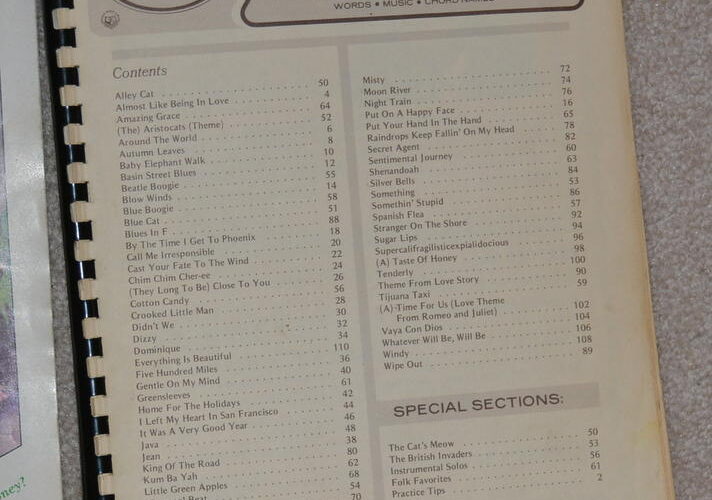 WORDS • MUSIC • CHORD NAMES
Contents
Alley Cat 50
Almost Like Being In Love 4
Amazing Grace 64
(The) Aristocats (Theme) 52
Around The World 6
Autumn Leaves 8
Baby Elephant Walk 10
Basin Street Blues 12
Beatle Boogie 55
Blow Winds 14
Blue Boogie 58
Blue Cat 51
Blues In F 88
By The Time I Get To Phoenix 18
Call Me Irresponsible 20
Cast Your Fate To The Wind 22
Chim Chim Cher-ee 24
(They Long To Be) Close To You 26
Cotton Candy 56
Crooked Little Man 28
Didn't We 30
Dizzy 32
Dominique 34
Everything Is Beautiful 110
Five Hundred Miles 36
Gentle On My Mind 40
Greensleeves 61
Home For The Holidays 42
I Left My Heart In San Francisco 44
It Was A Very Good Year 46
Java 48
Jean 38
King Of The Road 80
Kum Ba Yah 62
Little Green Apples 54
Beat 70
Misty 72
Moon River 74
Night Train 76
Put On A Happy Face 16
Put Your Hand In The Hand 65
Raindrops Keep Fallin' On My Head 78
Secret Agent 82
Sentimental Journey 60
Shenandoah 63
Silver Bells 84
Something 53
Somethin' Stupid 86
Spanish Flea 57
Stranger On The Shore 92
Sugar Lips 94
Supercalifragilisticexpialidocious 96
(A) Taste Of Honey 98
Tenderly 100
Theme From Love Story 90
Tijuana Taxi 59
(A) Time For Us (Love Theme
From Romeo and Juliet) 102
Vaya Con Dios 104
Whatever Will Be, Will Be 106
Windy 108
Wipe Out 89
SPECIAL SECTIONS:
The Cat's Meow 50
The British Invaders 53
Instrumental Solos 56
Folk Favorites 61
Practice Tips 2